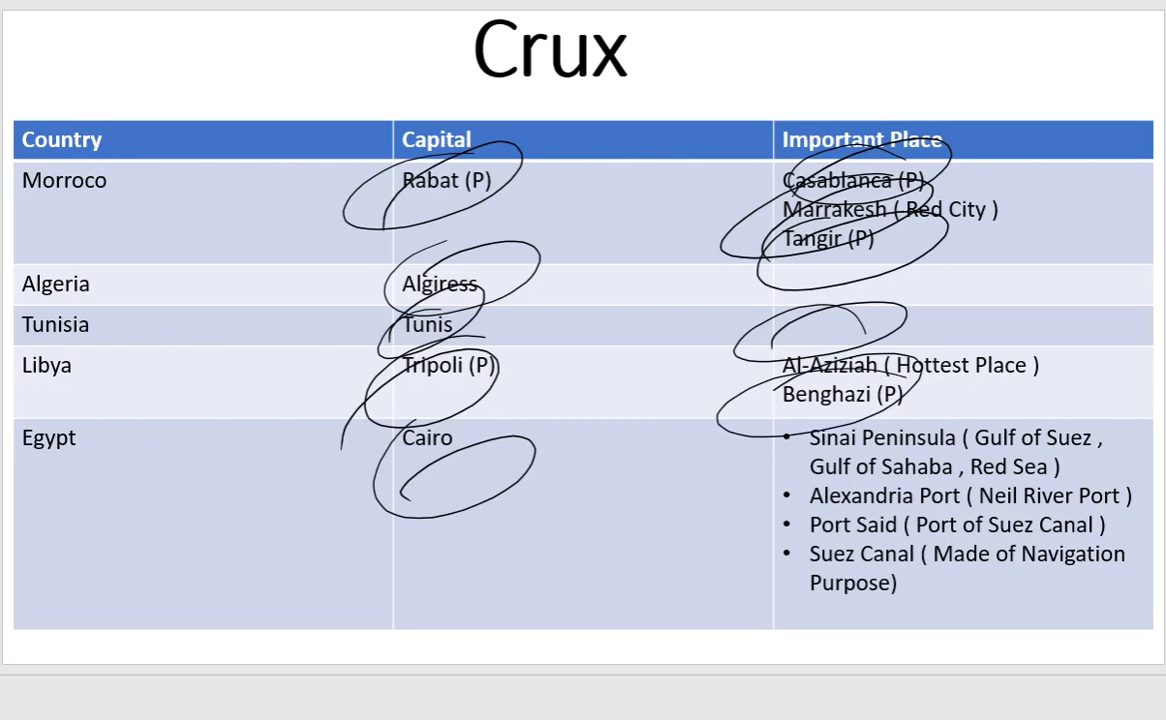 Crux
Country Capital Important Place
Morroco Rabat (P) Casablanca (P)
Marrakesh ( Red City )
Tangir (P)
Algeria Algiress
Tunisia Tunis
Libya Tripoli (P) Al-Aziziah ( Hottest Place )
Benghazi (P)
Egypt Cairo • Sinai Peninsula ( Gulf of Suez ,
Gulf of Sahaba , Red Sea )
• Alexandria Port ( Neil River Port )
• Port Said ( Port of Suez Canal )
• Suez Canal ( Made of Navigation
Purpose)